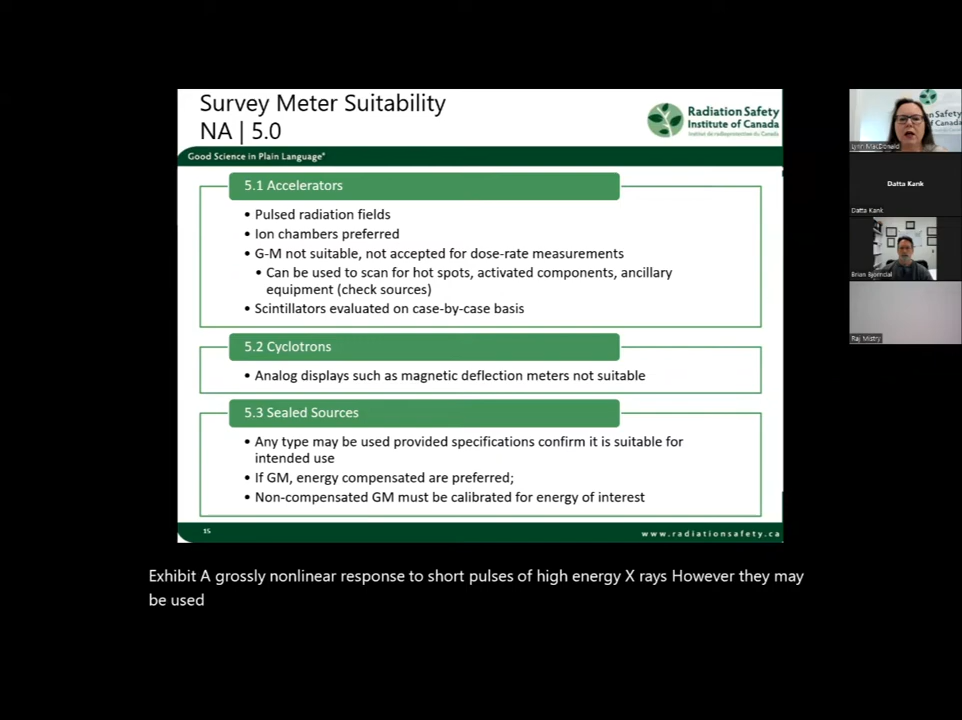 Survey Meter Suitability
NA | 5.0
Radiation Safety
Institute of Canada
Institut de radioprotection du Canada
Good Science in Plain Language®
5.1 Accelerators
• Pulsed radiation fields
• Ion chambers preferred
• G-M not suitable, not accepted for dose-rate measurements
• Can be used to scan for hot spots, activated components, ancillary
equipment (check sources)
• Scintillators evaluated on case-by-case basis
5.2 Cyclotrons
• Analog displays such as magnetic deflection meters not suitable
5.3 Sealed Sources
• Any type may be used provided specifications confirm it is suitable for
intended use
• If GM, energy compensated are preferred;
• Non-compensated GM must be calibrated for energy of interest
15
www.radiationsafety.ca
Lynn MacDonald
Datta Kank
Datta Kank
Brian Bjorndal
Raj Mistry
Exhibit A grossly nonlinear response to short pulses of high energy X rays However they may
be used